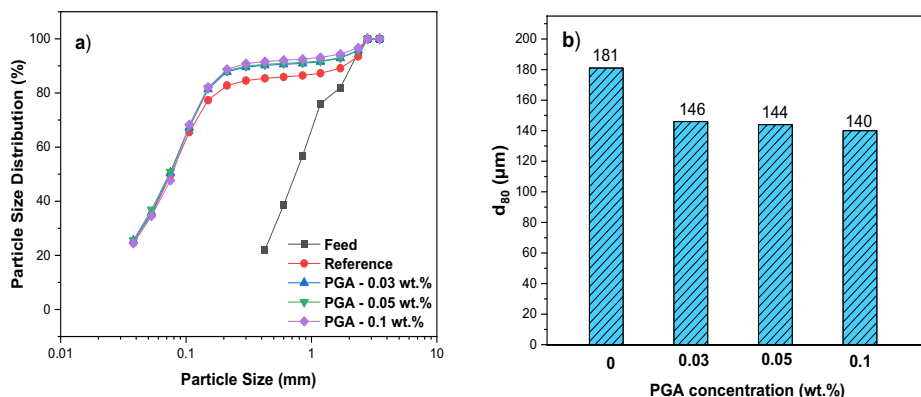 a)
Particle Size Distribution (%)
100
80
60
40
20
0
0.01
0.1
1
10
Particle Size (mm)
Feed
Reference
PGA - 0.03 wt.%
PGA - 0.05 wt.%
PGA - 0.1 wt.%
b)
d80 (µm)
200
180
160
140
120
100
80
60
40
20
0
181
146
144
140
0
0.03
0.05
0.1
PGA concentration (wt.%)